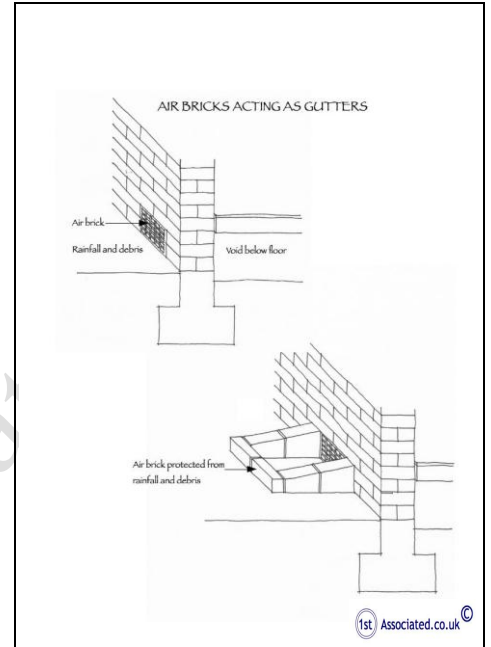 AIR BRICKS ACTING AS GUTTERS
Air brick
Rainfall and debris
Void below floor
Air brick protected from
rainfall and debris
1st Associated.co.uk ©